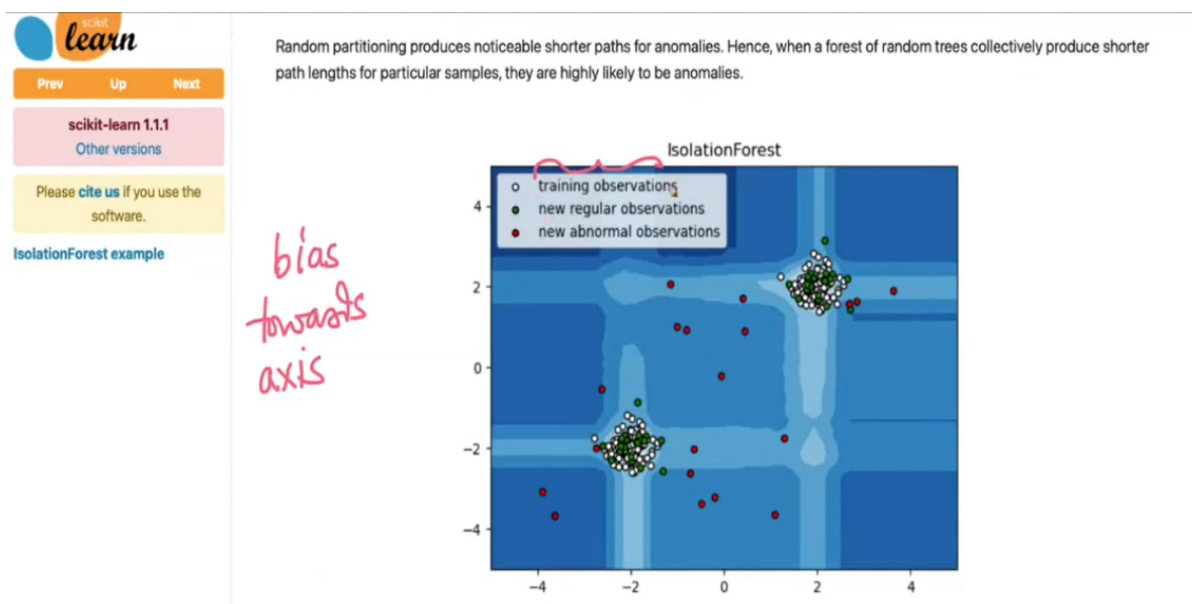 scikit
learn
Prev Up Next
scikit-learn 1.1.1
Other versions
Please cite us if you use the
software.
IsolationForest example
Random partitioning produces noticeable shorter paths for anomalies. Hence, when a forest of random trees collectively produce shorter
path lengths for particular samples, they are highly likely to be anomalies.
bias
towards
axis
IsolationForest
training observations
new regular observations
new abnormal observations
4
2
0
−2
−4
−4 −2 0 2 4